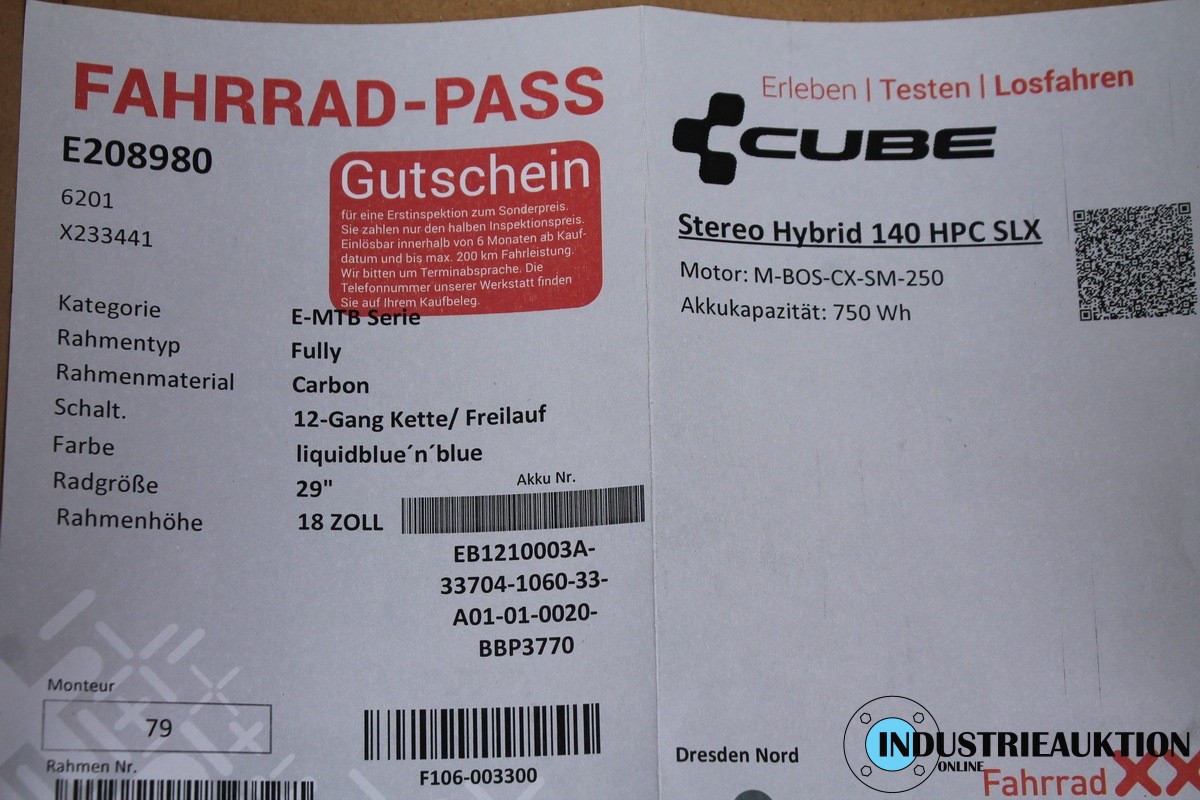 FAHRRAD-PASS
E208980
6201
X233441
Gutschein
für eine Erstinspektion zum Sonderpreis.
Sie zahlen nur den halben Inspektionspreis.
Einlösbar innerhalb von 6 Monaten ab Kauf-
datum und bis max. 200 km Fahrleistung.
Wir bitten um Terminabsprache. Die
Telefonnummer unserer Werkstatt finden
Sie auf Ihrem Kaufbeleg.
Kategorie E-MTB Serie
Rahmentyp Fully
Rahmenmaterial Carbon
Schalt. 12-Gang Kette/ Freilauf
Farbe liquidblue´n´blue
Radgröße 29"
Rahmenhöhe 18 ZOLL
Akku Nr.
EB1210003A-
33704-1060-33-
A01-01-0020-
BBP3770
Monteur
79
Rahmen Nr.
F106-003300
Erleben | Testen | Losfahren
CUBE
Stereo Hybrid 140 HPC SLX
Motor: M-BOS-CX-SM-250
Akkukapazität: 750 Wh
Dresden Nord
INDUSTRIEAUKTION
ONLINE
Fahrrad XX